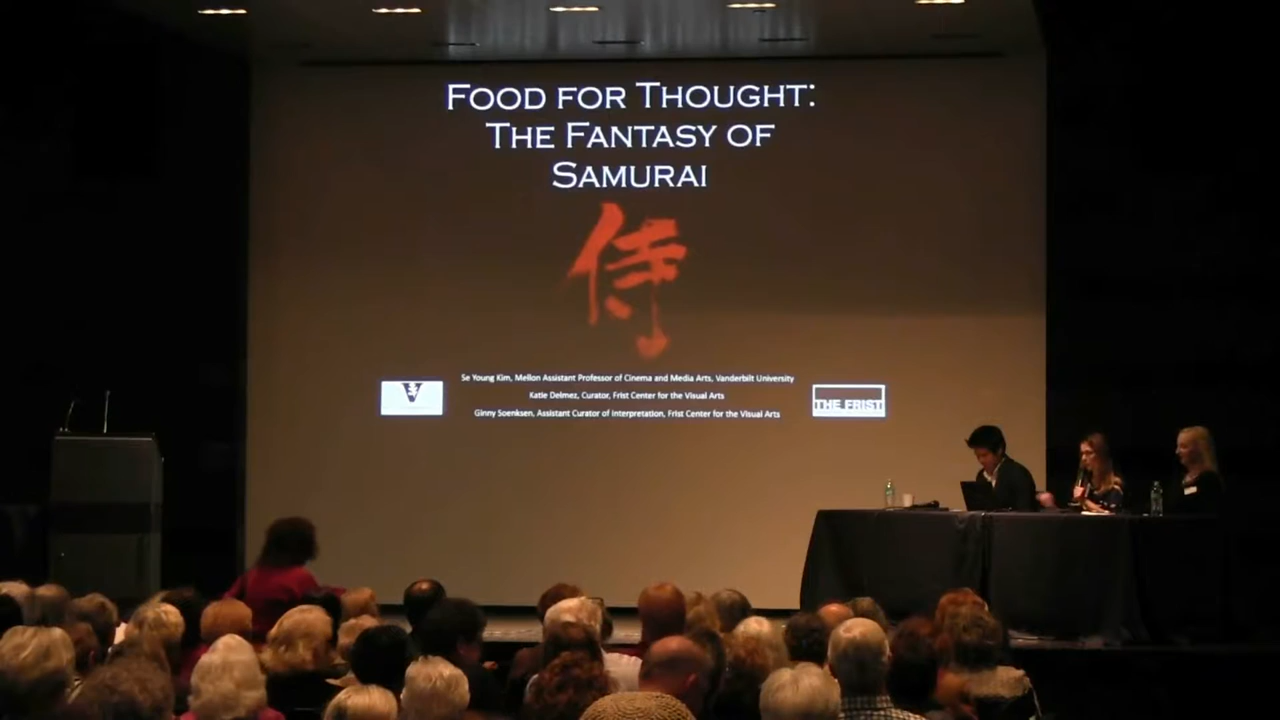 FOOD FOR THOUGHT:
THE FANTASY OF
SAMURAI
侍
Se Young Kim, Mellon Assistant Professor of Cinema and Media Arts, Vanderbilt University
Katie Delmez, Curator, Frist Center for the Visual Arts
Ginny Soenksen, Assistant Curator of Interpretation, Frist Center for the Visual Arts
V
THE FRIST